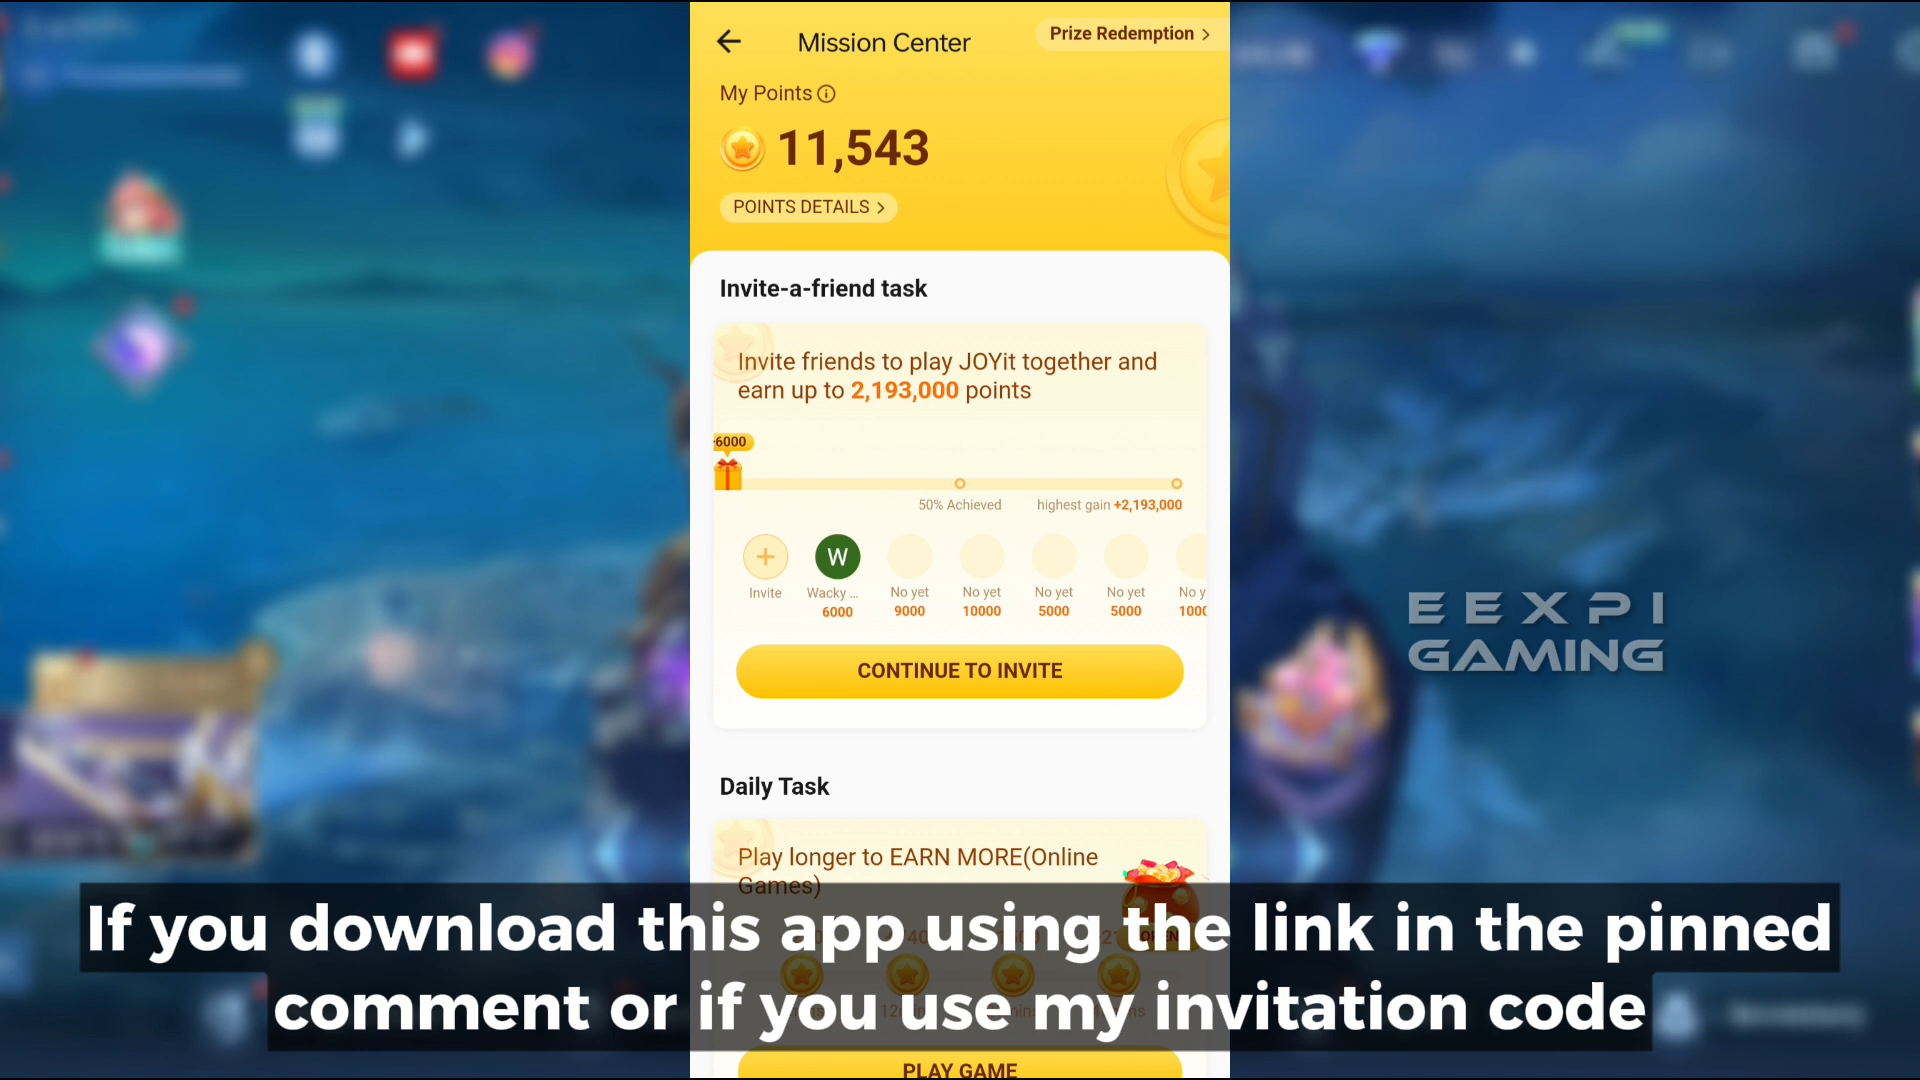 Mission Center
Prize Redemption >
My Points
11,543
POINTS DETAILS >
Invite-a-friend task
Invite friends to play JOYit together and
earn up to 2,193,000 points
6000
50% Achieved
highest gain +2,193,000
Invite
Wacky ...
No yet
No yet
No yet
No yet
No y
6000
9000
10000
5000
5000
1000
CONTINUE TO INVITE
EEXPI
GAMING
Daily Task
Play longer to EARN MORE(Online
Games)
If you download this app using the link in the pinned
comment or if you use my invitation code
PLAY GAME